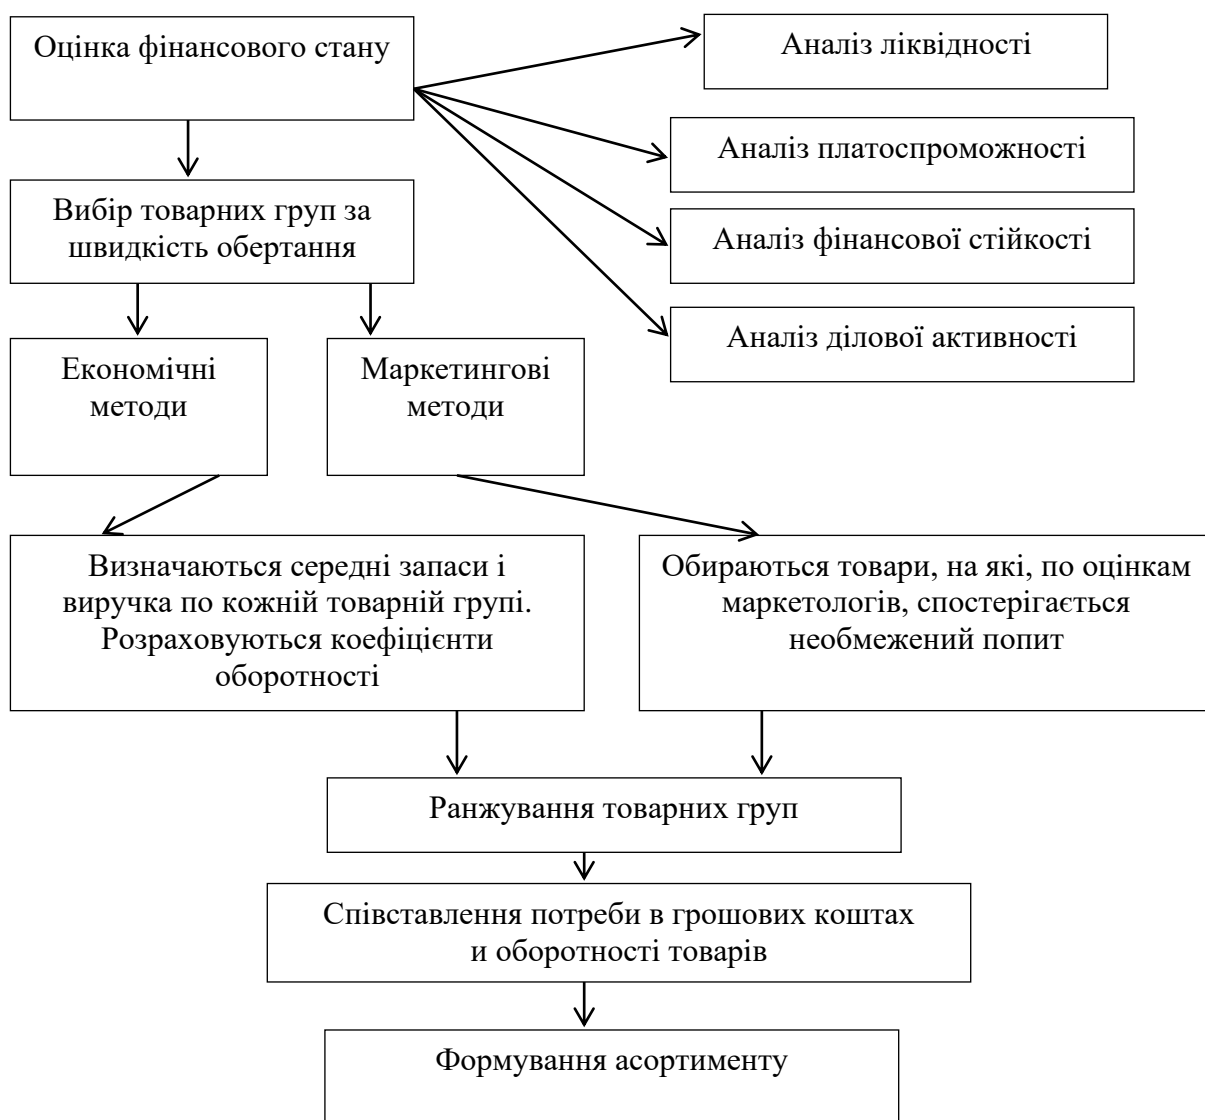 Оцінка фінансового стану
Аналіз ліквідності
Аналіз платоспроможності
Вибір товарних груп за
швидкість обертання
Аналіз фінансової стійкості
Аналіз ділової активності
Економічні
методи
Маркетингові
методи
Визначаються середні запаси і
виручка по кожній товарній групі.
Розраховуються коефіцієнти
оборотності
Обираються товари, на які, по оцінкам
маркетологів, спостерігається
необмежений попит
Ранжування товарних груп
Співставлення потреби в грошових коштах
и оборотності товарів
Формування асортименту